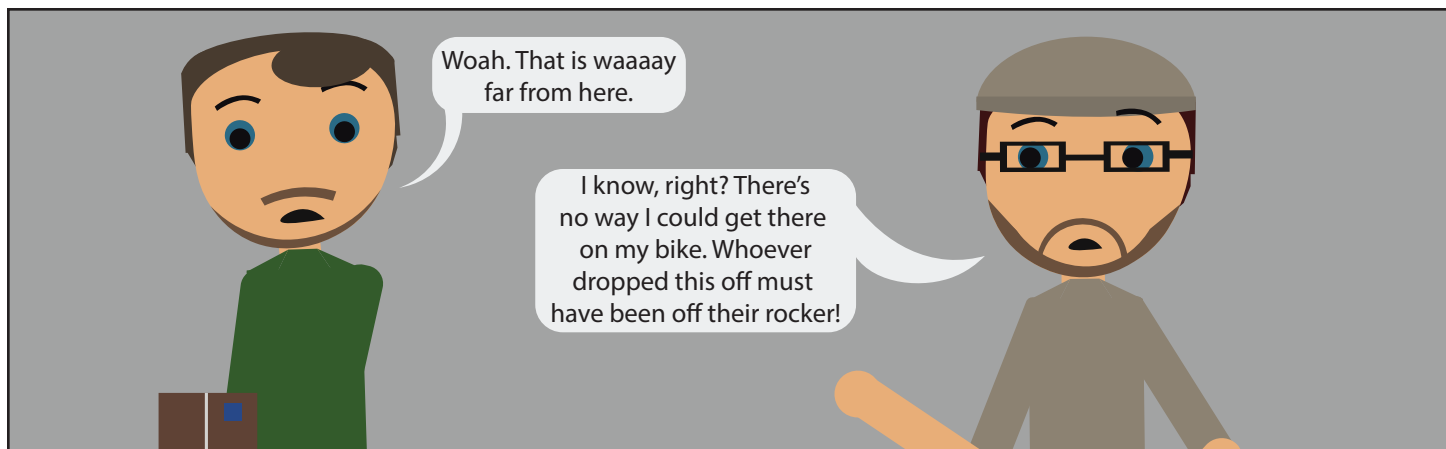 Woah. That is waaaay
far from here.
I know, right? There’s
no way I could get there
on my bike. Whoever
dropped this off must
have been off their rocker!